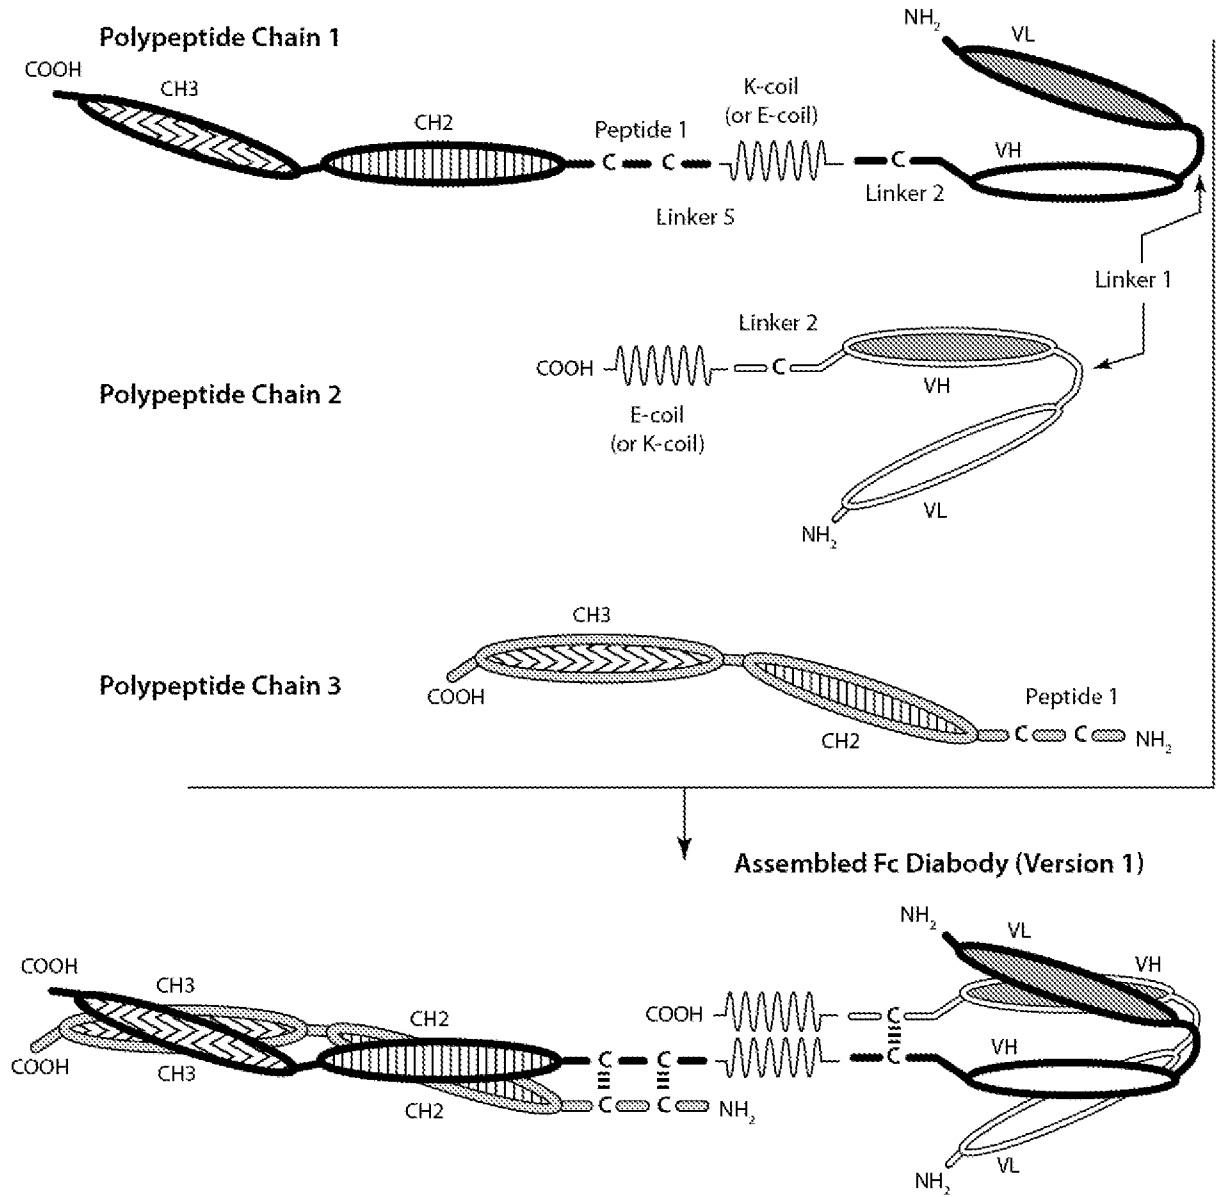 Polypeptide Chain 1
NH2
VL
COOH
CH3
K-coil
(or E-coil)
CH2
Peptide 1
C
C
C
VH
Linker 2
Linker 5
Linker 1
Linker 2
COOH
C
VH
Polypeptide Chain 2
E-coil
(or K-coil)
VL
NH2
CH3
Polypeptide Chain 3
COOH
Peptide 1
CH2
C
C
NH2
Assembled Fc Diabody (Version 1)
NH2
VL
VH
COOH
CH3
COOH
C
CH2
VH
C
C
C
COOH
CH3
CH2
C
C
NH2
VL
NH2